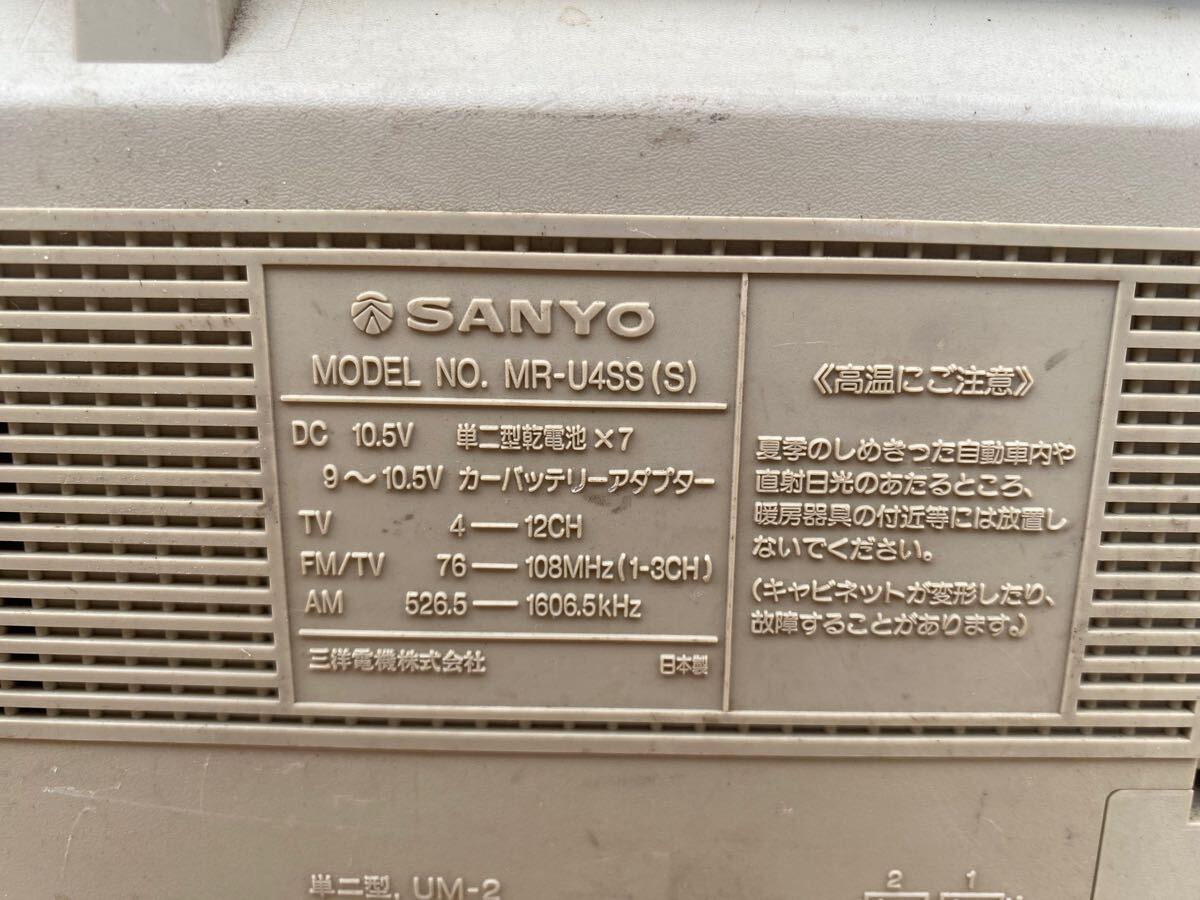 SANYO
MODEL NO. MR-U4SS(S)
DC 10.5V 単二型乾電池×7
9〜10.5V カーバッテリーアダプター
TV 4—12CH
FM/TV 76—108MHz(1-3CH)
AM 526.5—1606.5kHz
三洋電機株式会社 日本製
《高温にご注意》
夏季のしめきった自動車内や
直射日光のあたるところ、
暖房器具の付近等には放置し
ないでください。
(キャビネットが変形したり、
故障することがあります。)
単二型, UM-2
2 1